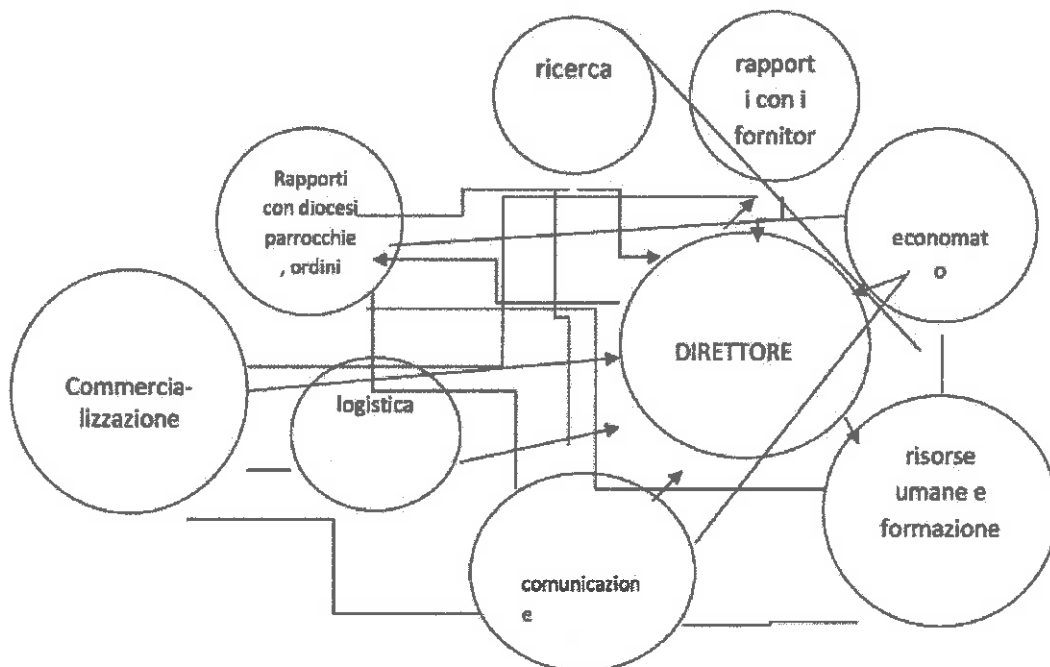 ricerca
rapport
i con i
fornitor
Rapporti
con diocesi
parrocchie
, ordini
economat
o
DIRETTORE
Commercia-
lizzazione
logistica
risorse
umane e
formazione
comunicazion
e